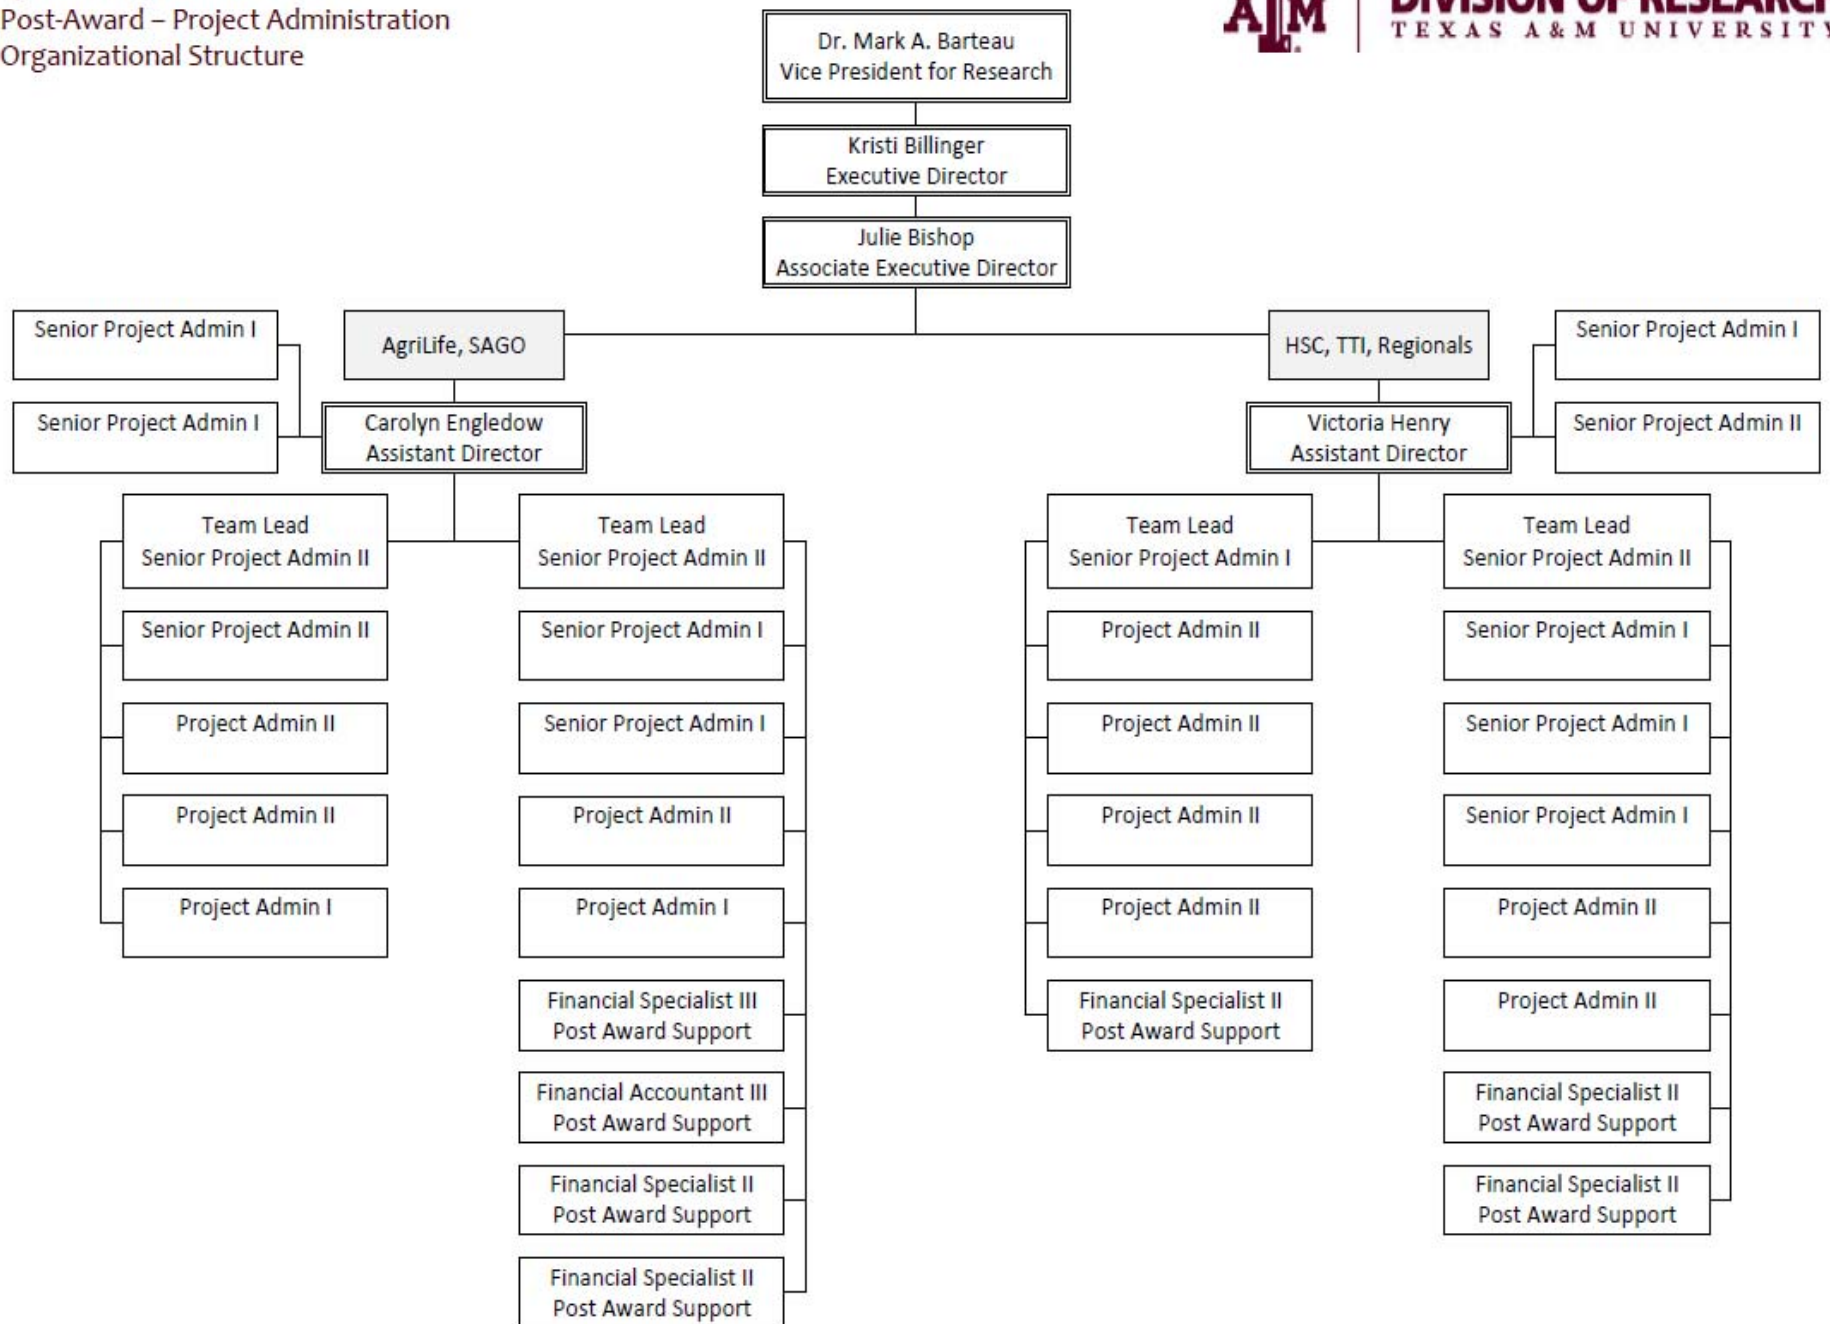 Post-Award – Project Administration
Organizational Structure
A|M
DIVISION OF RESEARCH
TEXAS A&M UNIVERSITY
Dr. Mark A. Barteau
Vice President for Research
Kristi Billinger
Executive Director
Julie Bishop
Associate Executive Director
Senior Project Admin I
AgriLife, SAGO
HSC, TTI, Regionals
Senior Project Admin I
Senior Project Admin I
Carolyn Engledow
Assistant Director
Victoria Henry
Assistant Director
Senior Project Admin II
Team Lead
Senior Project Admin II
Senior Project Admin II
Project Admin II
Project Admin II
Project Admin I
Team Lead
Senior Project Admin II
Senior Project Admin I
Senior Project Admin I
Project Admin II
Project Admin I
Financial Specialist III
Post Award Support
Financial Accountant III
Post Award Support
Financial Specialist II
Post Award Support
Financial Specialist II
Post Award Support
Team Lead
Senior Project Admin I
Project Admin II
Project Admin II
Project Admin II
Project Admin II
Financial Specialist II
Post Award Support
Team Lead
Senior Project Admin II
Senior Project Admin I
Senior Project Admin I
Senior Project Admin I
Project Admin II
Project Admin II
Financial Specialist II
Post Award Support
Financial Specialist II
Post Award Support